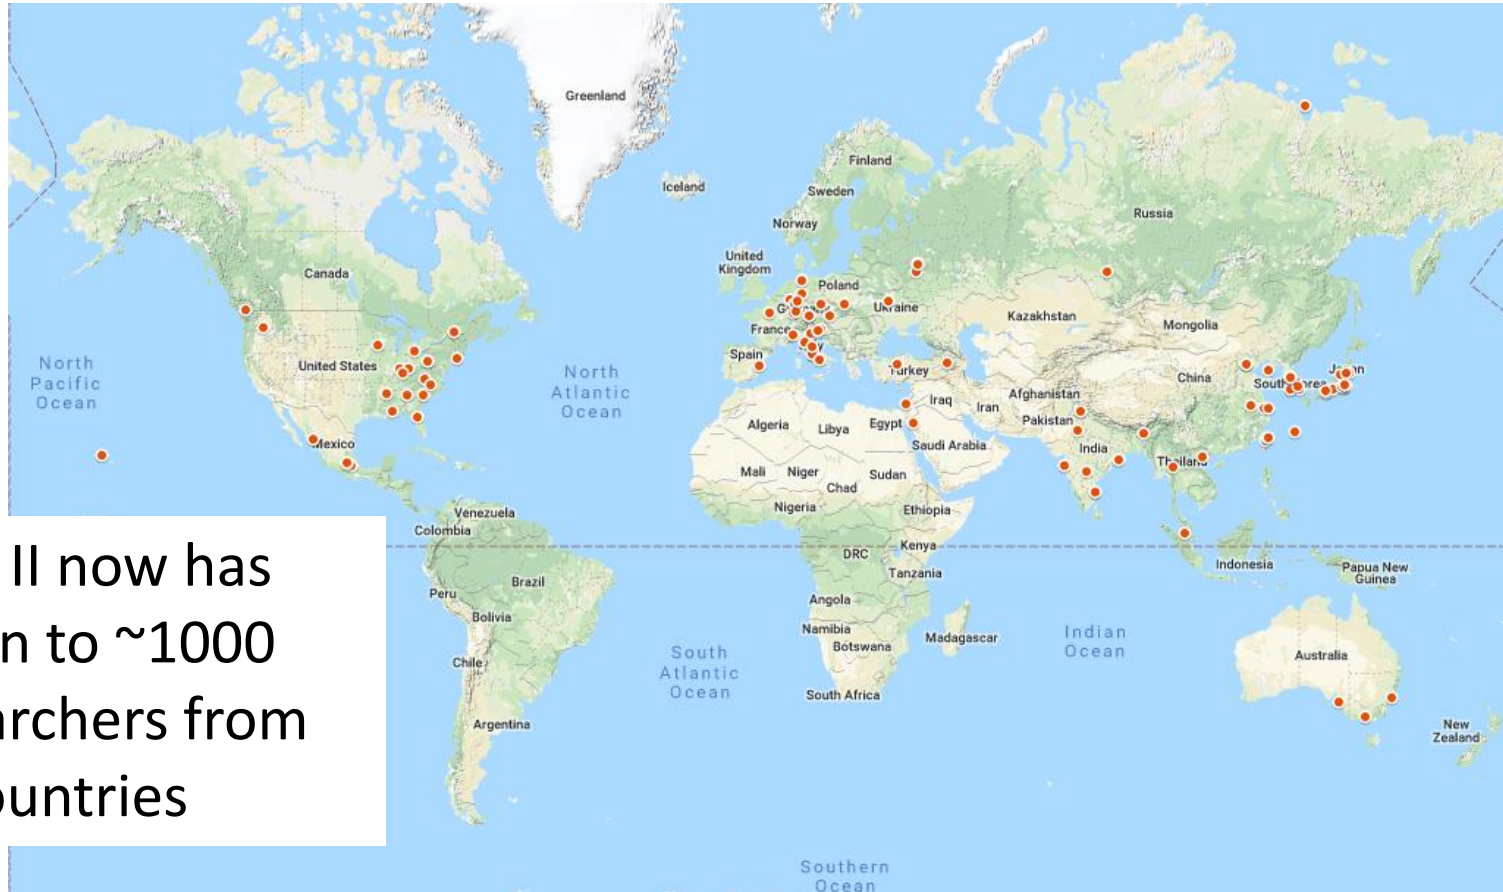 Greenland
Iceland
Finland
Sweden
Norway
Russia
United
Kingdom
Poland
Ukraine
France
Spain
Turkey
Kazakhstan
Mongolia
Canada
United States
North
Pacific
Ocean
North
Atlantic
Ocean
Mexico
Algeria
Libya
Egypt
Iraq
Iran
Afghanistan
Pakistan
Saudi Arabia
India
China
Thailand
Mali
Niger
Chad
Sudan
Nigeria
Ethiopia
Venezuela
Colombia
DRC
Kenya
Tanzania
Indonesia
Papua New
Guinea
Peru
Brazil
Bolivia
Chile
Argentina
Angola
Namibia
Botswana
Madagascar
South Africa
South
Atlantic
Ocean
Indian
Ocean
Australia
New
Zealand
Southern
Ocean
II now has
n to ~1000
archers from
ountries